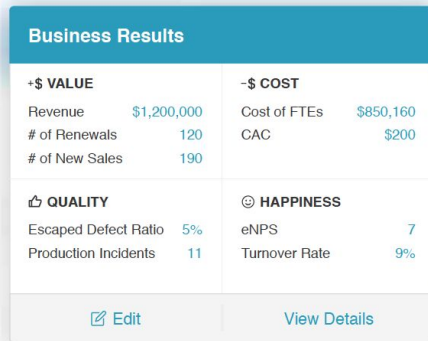 Business Results
+$ VALUE
Revenue $1,200,000
# of Renewals 120
# of New Sales 190
-$ COST
Cost of FTEs $850,160
CAC $200
QUALITY
Escaped Defect Ratio 5%
Production Incidents 11
HAPPINESS
eNPS 7
Turnover Rate 9%
Edit
View Details